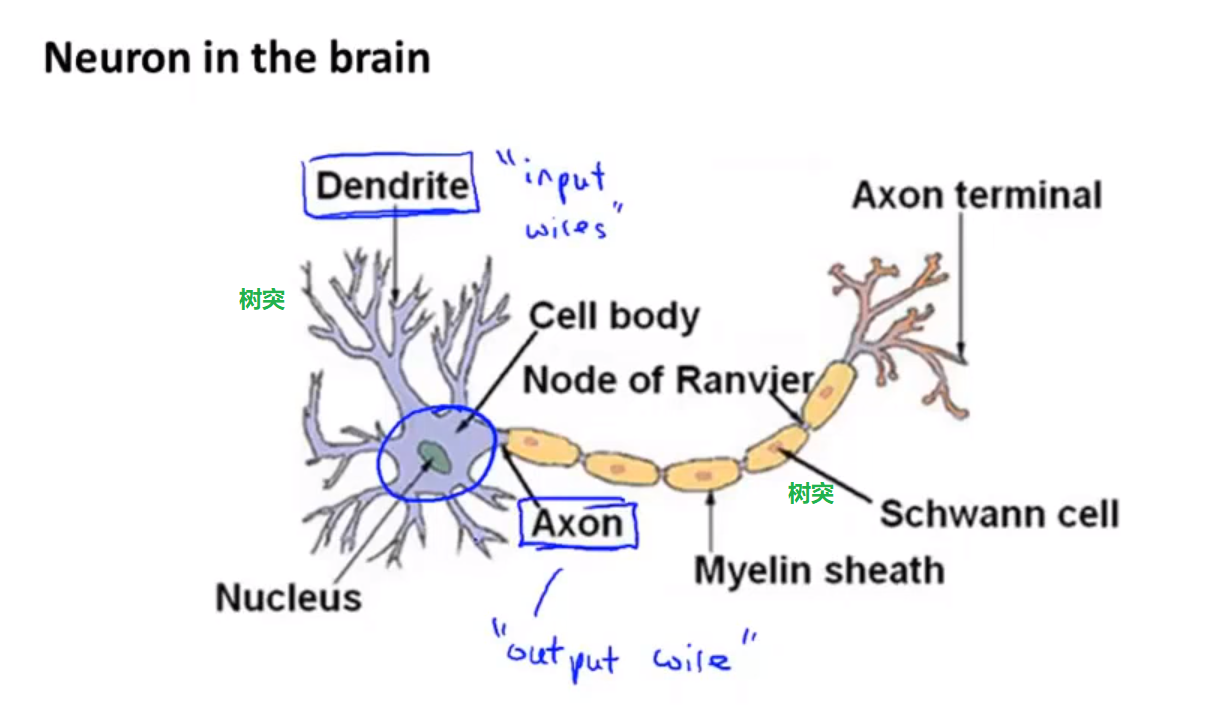 Neuron in the brain
Dendrite
"input
wires"
Axon terminal
树突
Cell body
Node of Ranvier
树突
Axon
Schwann cell
Myelin sheath
Nucleus
"output wire"